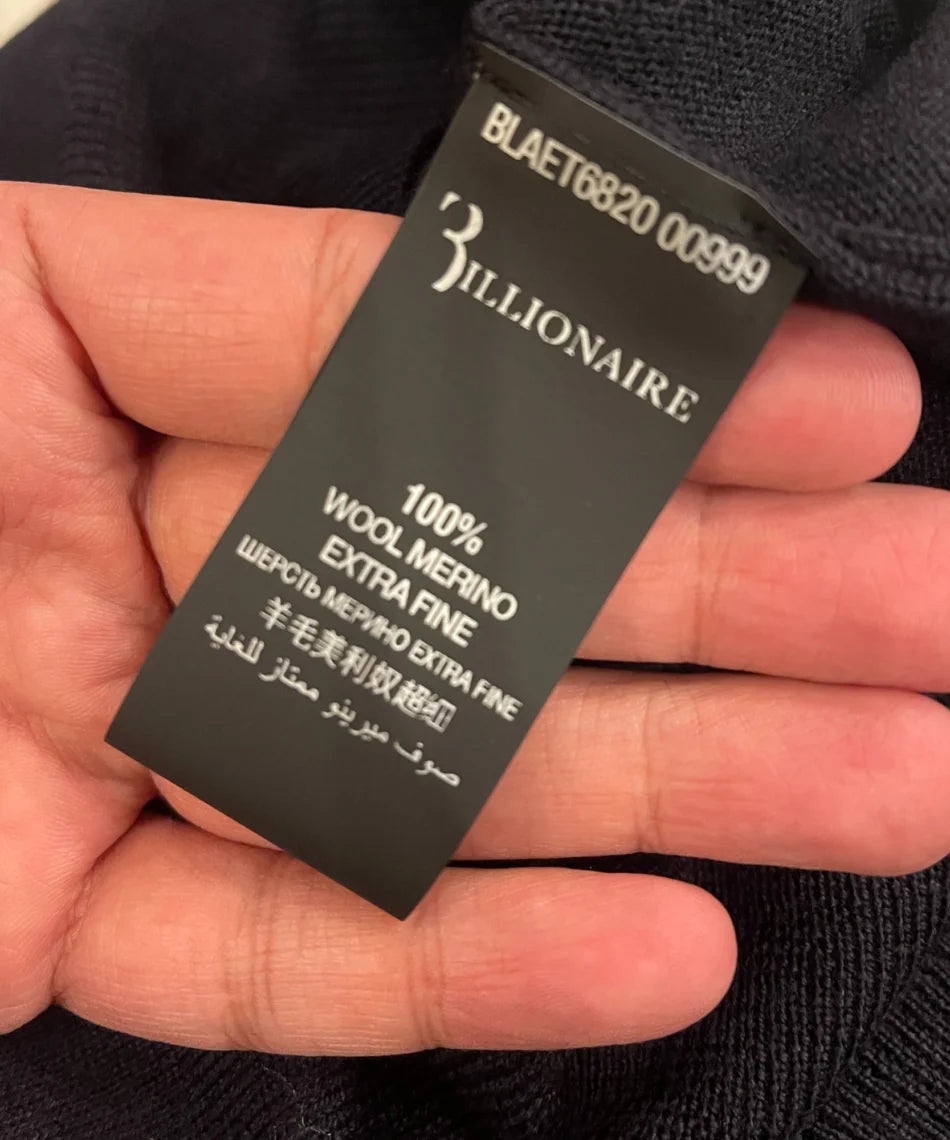 BLAET6820 00999
BILLIONAIRE
100%
WOOL MERINO
EXTRA FINE
ШЕРСТЬ МЕРИНО EXTRA FINE
羊毛美利奴超细
صوف ميرينو ممتاز للغاية